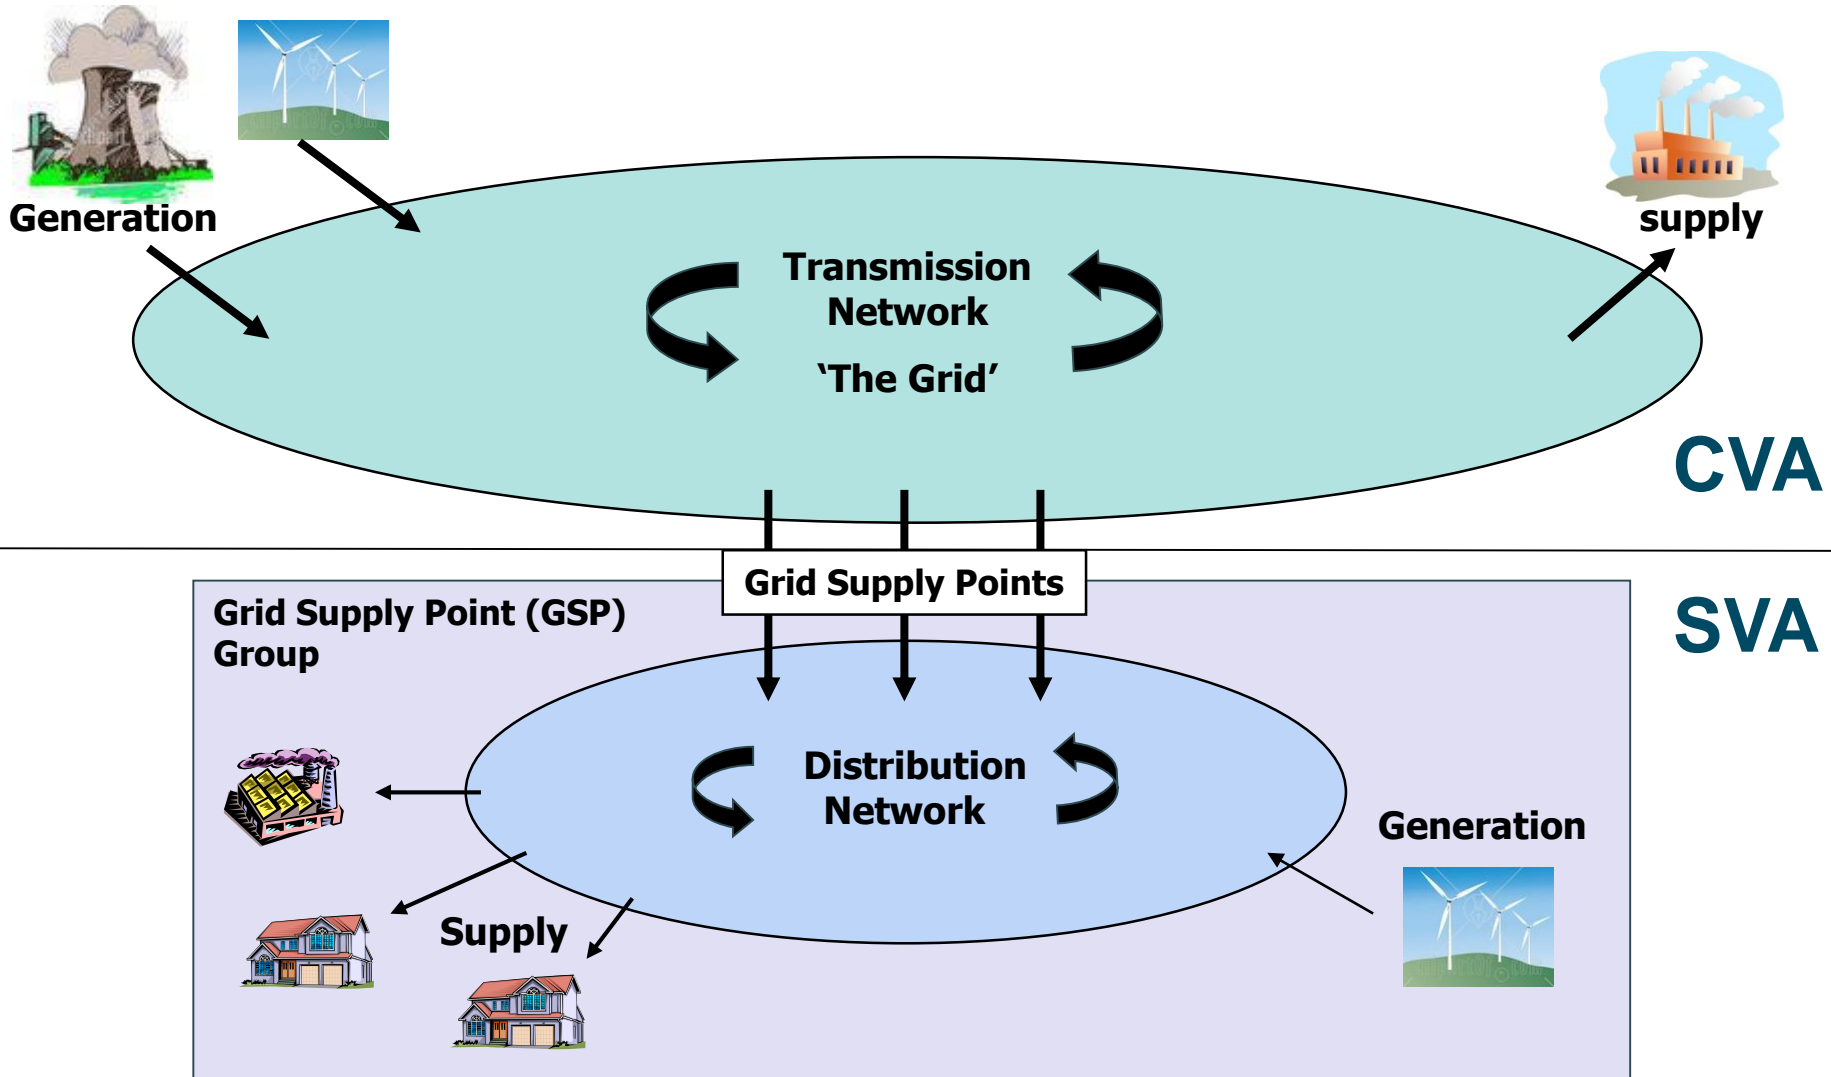 Generation
supply
Transmission
Network
‘The Grid’
CVA
Grid Supply Points
SVA
Grid Supply Point (GSP)
Group
Distribution
Network
Generation
Supply